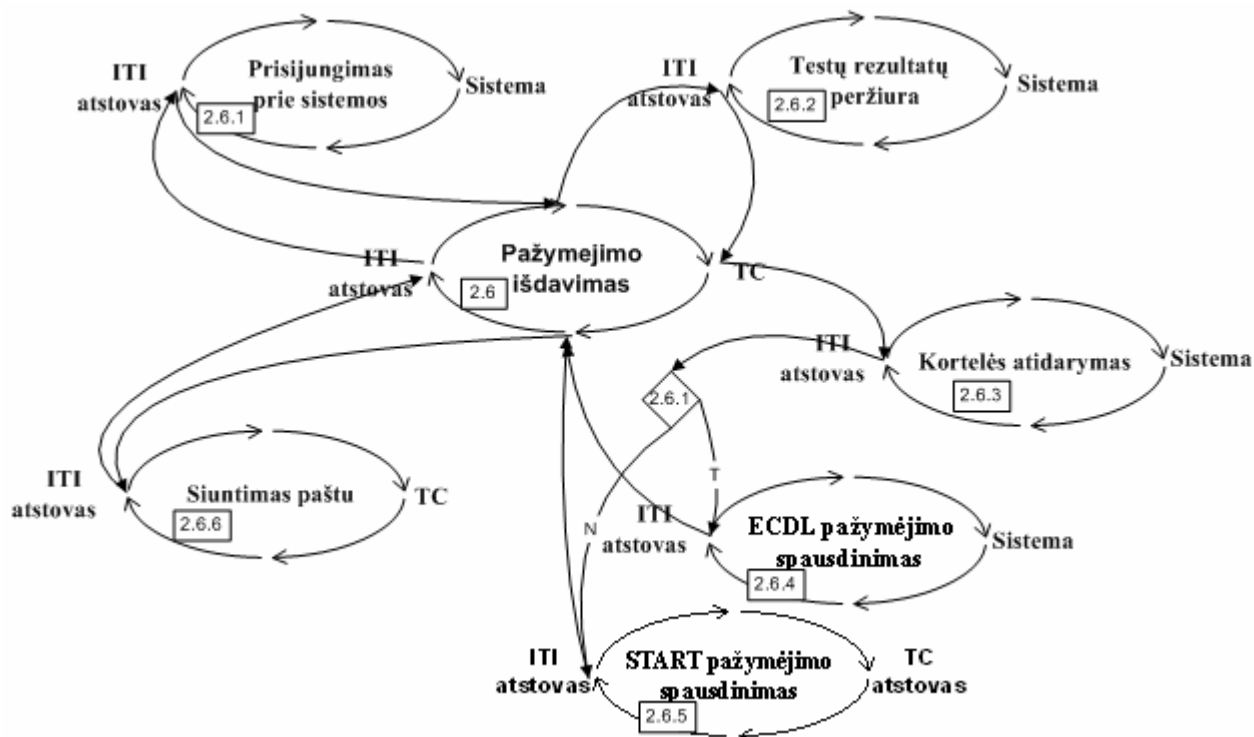 ITI
atstovas
Prisijungimas
prie sistemos
2.6.1
Sistema
ITI
atstovas
Testų rezultatų
peržiura
2.6.2
Sistema
ITI
atstovas
Pažymejimo
išdavimas
2.6
TC
ITI
atstovas
Kortelės atidarymas
2.6.3
Sistema
2.6.1
T
N
ITI
atstovas
Siuntimas paštu
2.6.6
TC
ITI
atstovas
ECDL pažymėjimo
spausdinimas
2.6.4
Sistema
ITI
atstovas
START pažymėjimo
spausdinimas
2.6.5
TC
atstovas